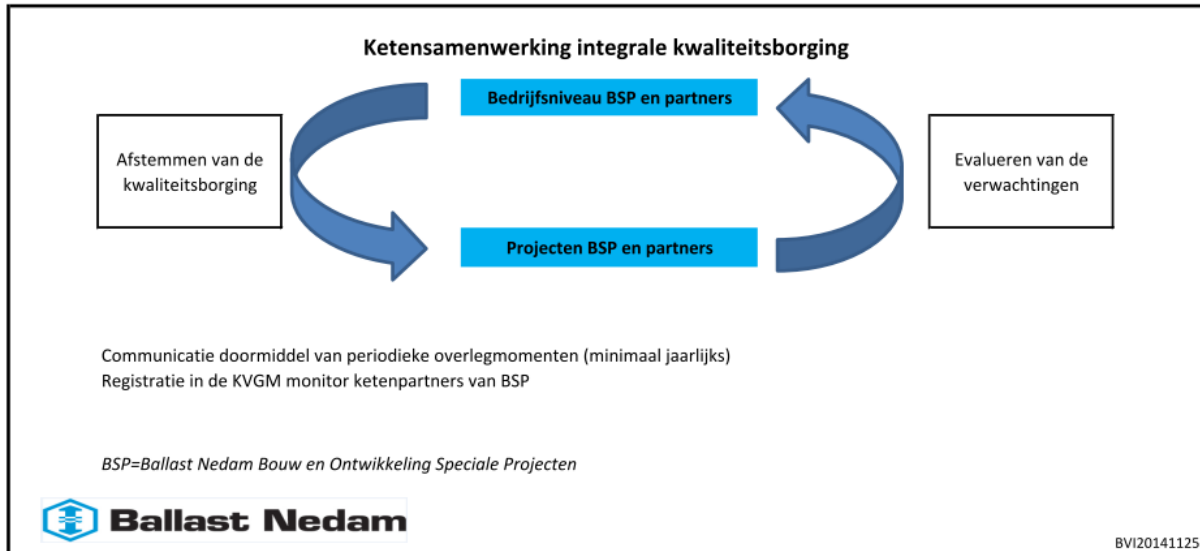 Ketensamenwerking integrale kwaliteitsborging
Bedrijfsniveau BSP en partners
Afstemmen van de
kwaliteitsborging
Evalueren van de
verwachtingen
Projecten BSP en partners
Communicatie doormiddel van periodieke overlegmomenten (minimaal jaarlijks)
Registratie in de KVGM monitor ketenpartners van BSP
BSP=Ballast Nedam Bouw en Ontwikkeling Speciale Projecten
Ballast Nedam
BVI20141125